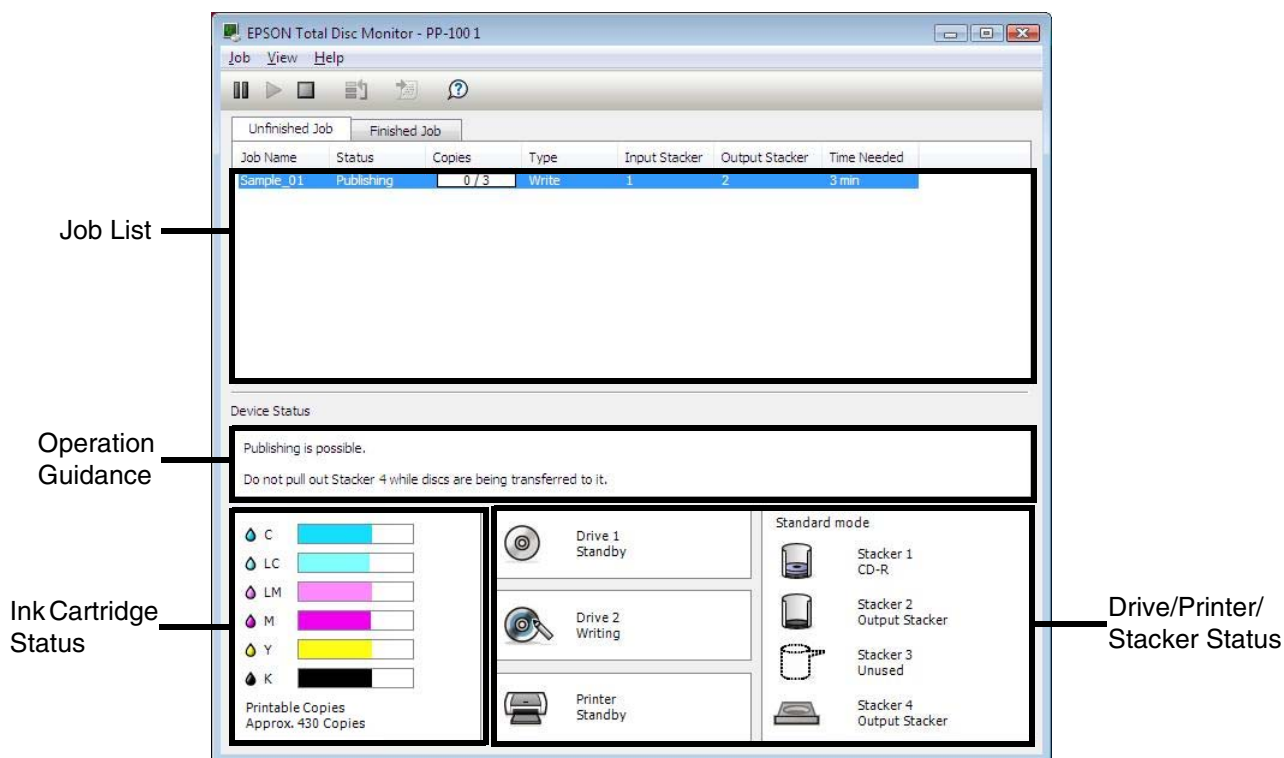 EPSON Total Disc Monitor - PP-100 1
Job View Help
Unfinished Job Finished Job
Job Name Status Copies Type Input Stacker Output Stacker Time Needed
Sample_01 Publishing 0 / 3 Write 1 2 3 min
Job List
Device Status
Operation
Guidance
Publishing is possible.
Do not pull out Stacker 4 while discs are being transferred to it.
Ink Cartridge
Status
C
LC
LM
M
Y
K
Printable Copies
Approx. 430 Copies
Drive 1
Standby
Drive 2
Writing
Printer
Standby
Standard mode
Stacker 1
CD-R
Stacker 2
Output Stacker
Stacker 3
Unused
Stacker 4
Output Stacker
Drive/Printer/
Stacker Status